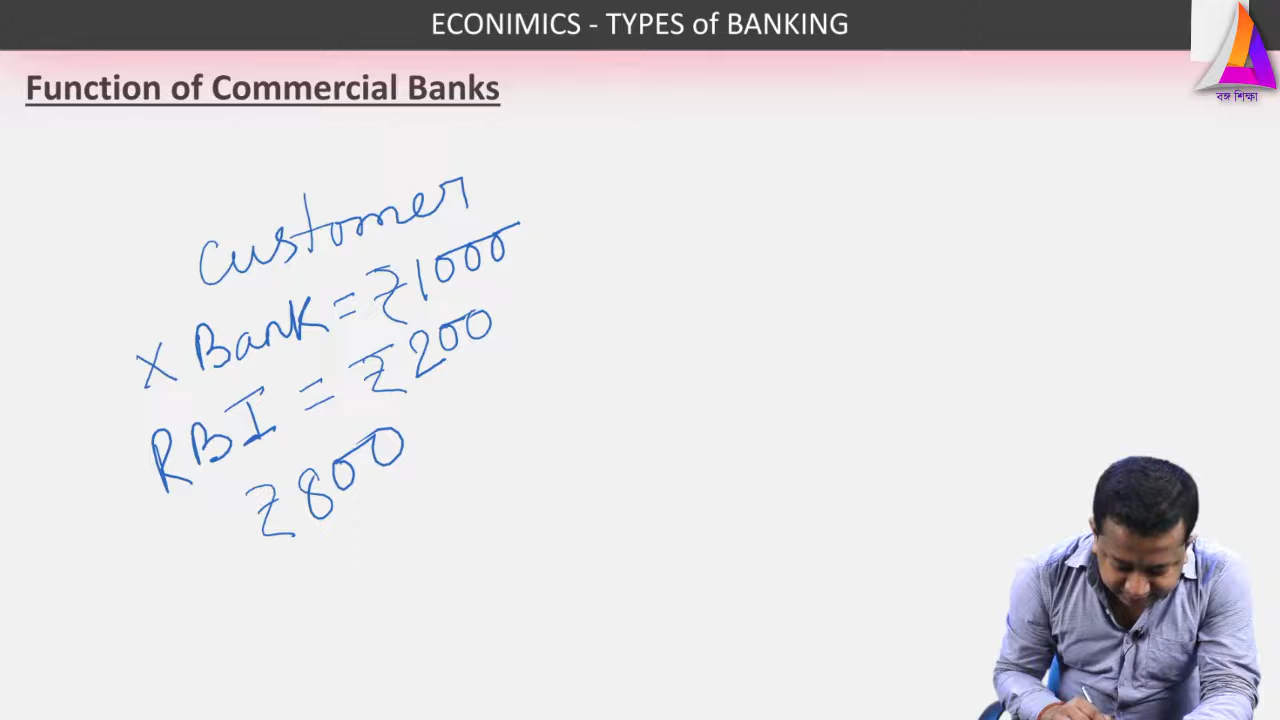 ECONIMICS - TYPES of BANKING
বঙ্গ শিক্ষা
Function of Commercial Banks
Customer
X Bank = ₹1000
RBI = ₹200
₹800